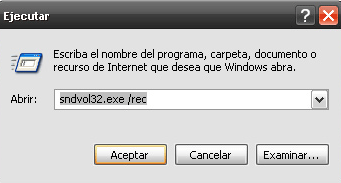 Ejecutar
Escriba el nombre del programa, carpeta, documento o
recurso de Internet que desea que Windows abra.
Abrir:
sndvol32.exe /rec
Aceptar
Cancelar
Examinar...